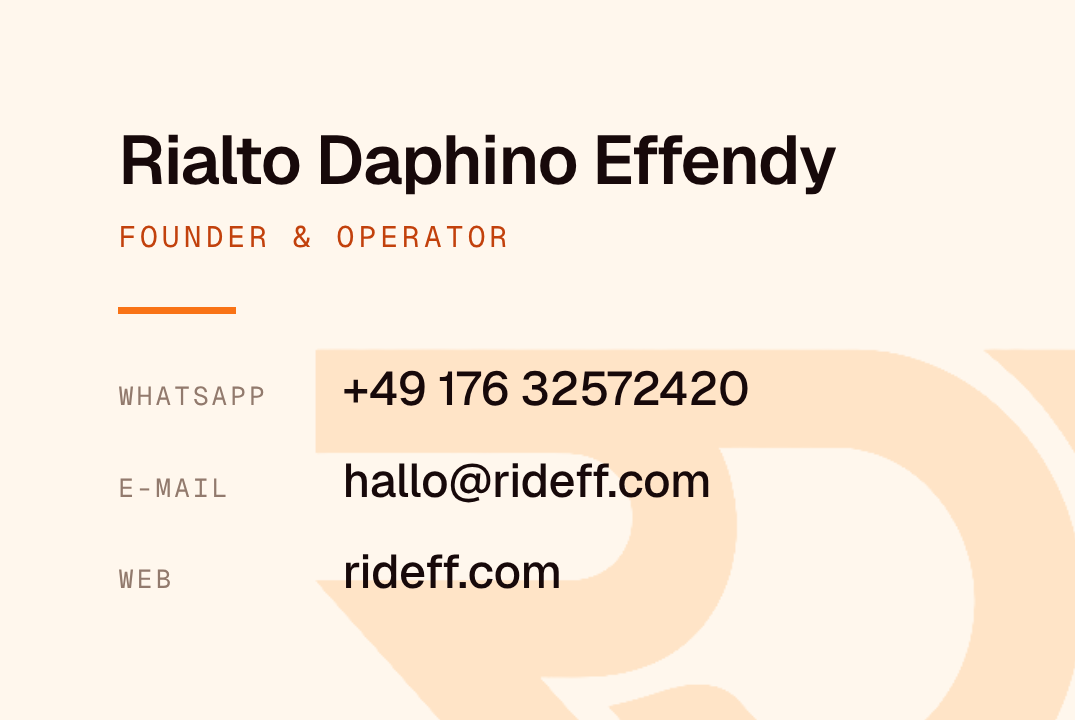 Rialto Daphino Effendy
FOUNDER & OPERATOR
WHATSAPP +49 176 32572420
E-MAIL hallo@rideff.com
WEB rideff.com